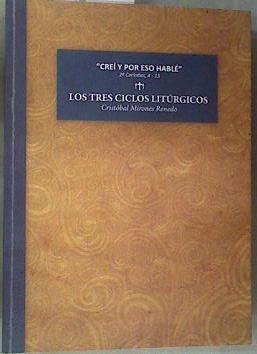 "CREÍ Y POR ESO HABLÉ"
2ª Corintios, 4 - 13
LOS TRES CICLOS LITÚRGICOS
Cristóbal Mirones Renedo